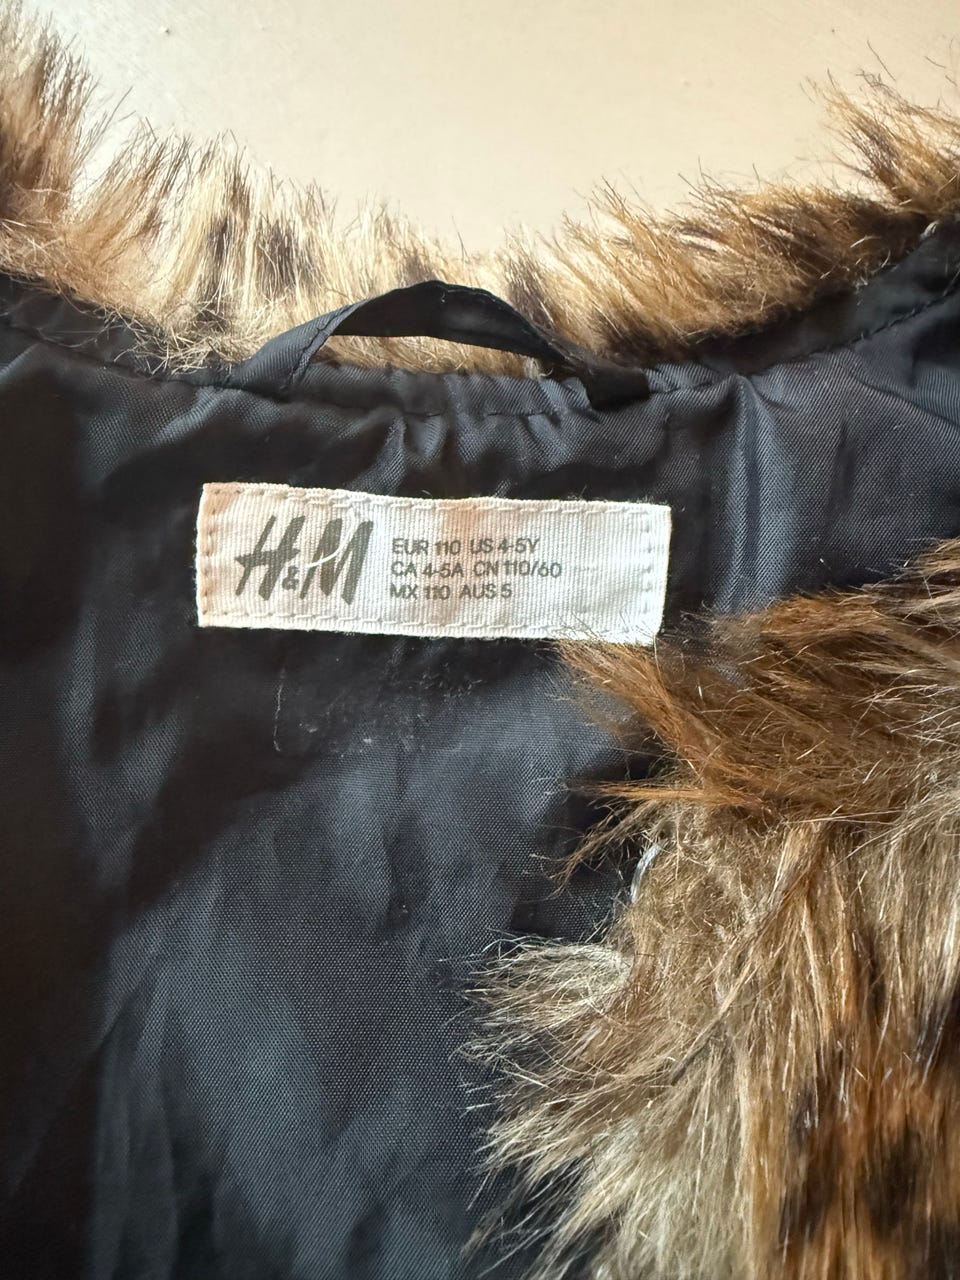 H&M
EUR 110 US 4-5Y
CA 4-5A CN 110/60
MX 110 AUS 5